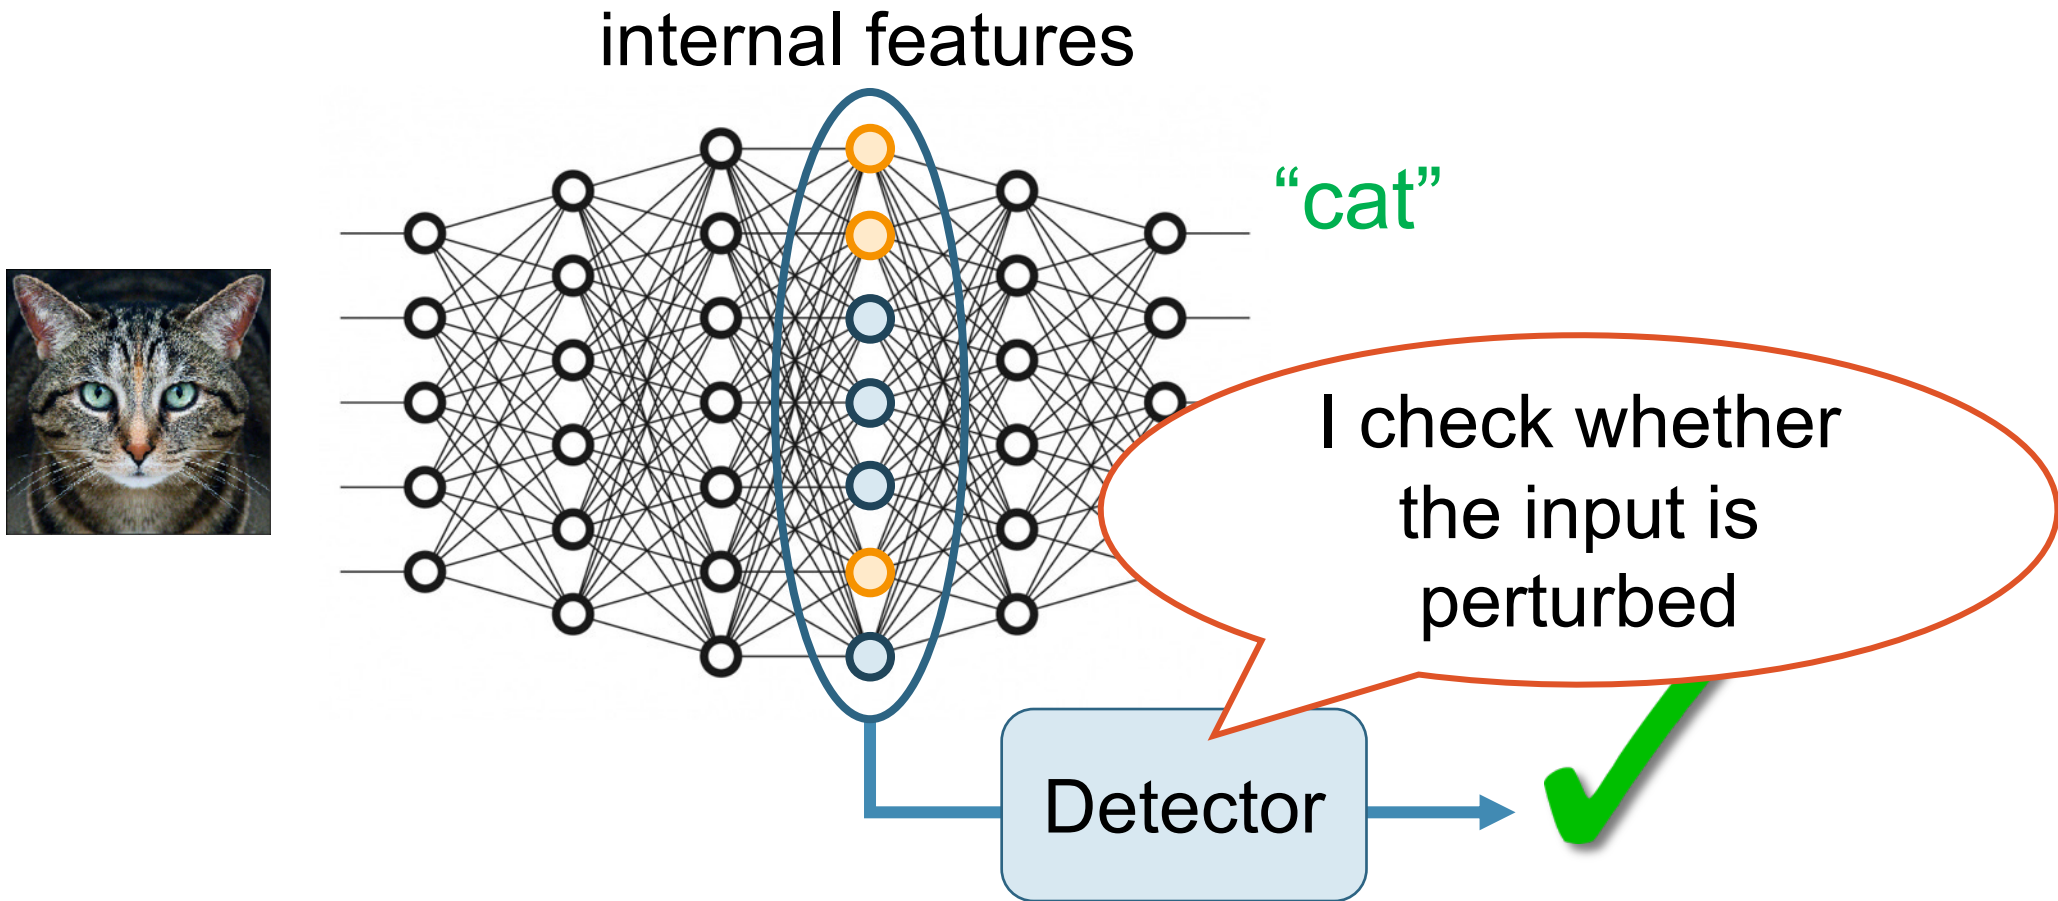 internal features
“cat”
I check whether
the input is
perturbed
Detector